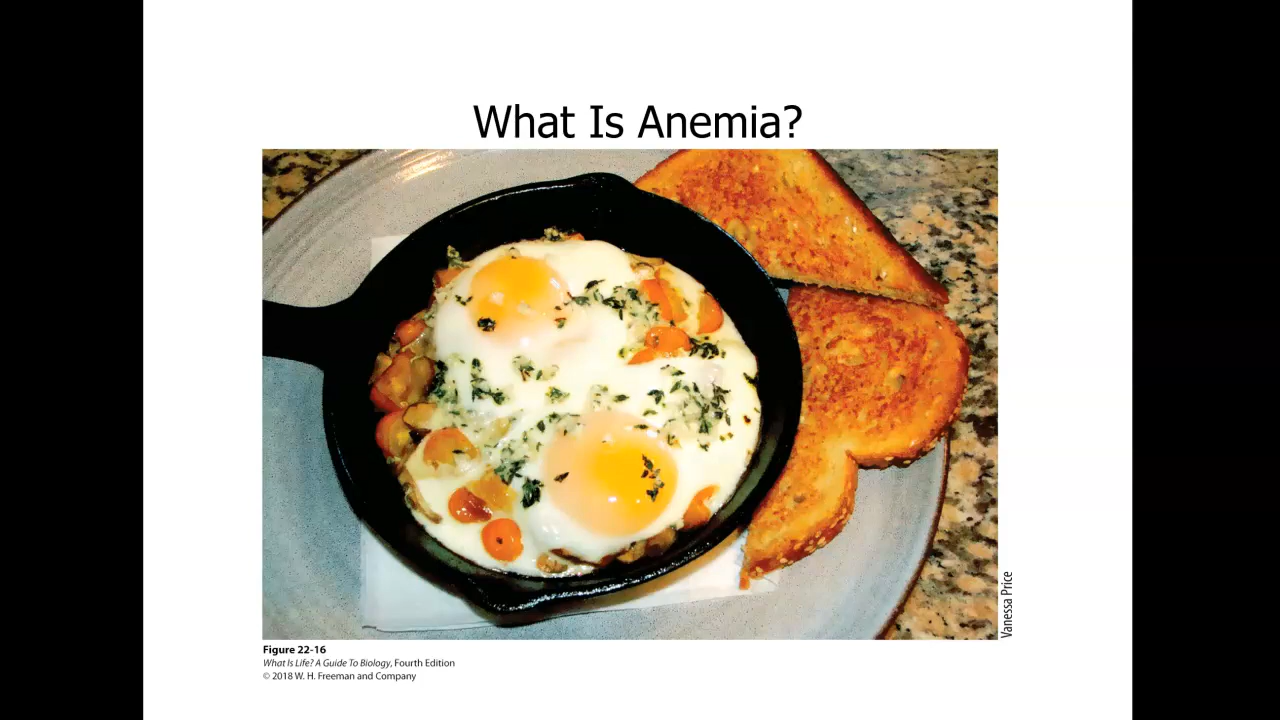 What Is Anemia?
Vanessa Price
Figure 22-16
What Is Life? A Guide To Biology, Fourth Edition
© 2018 W. H. Freeman and Company